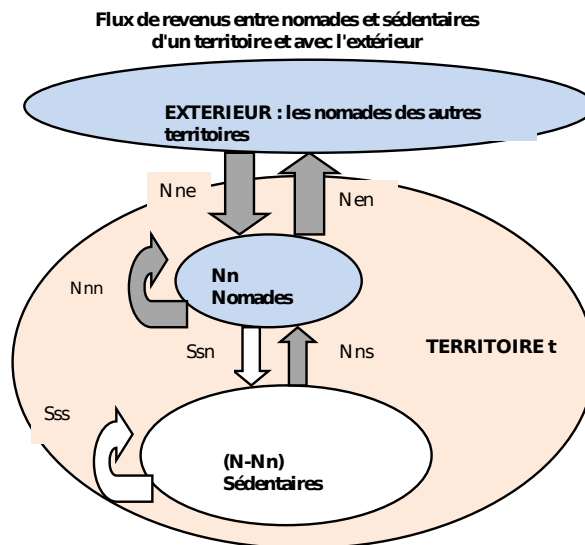 Flux de revenus entre nomades et sédentaires
d'un territoire et avec l'extérieur
EXTERIEUR : les nomades des autres
territoires
Nne
Nen
Nn
Nomades
Nnn
Ssn
Nns
TERRITOIRE t
Sss
(N-Nn)
Sédentaires